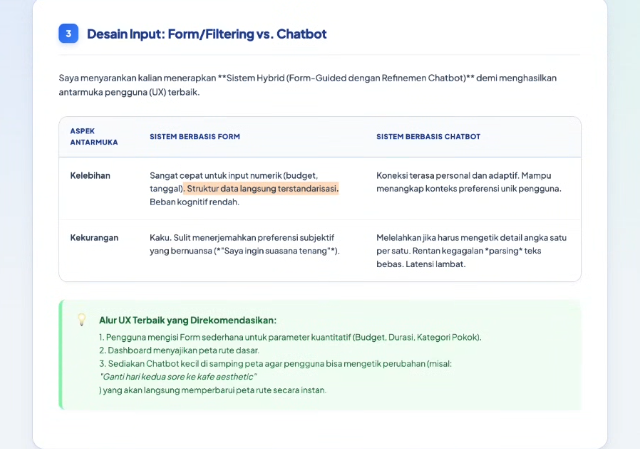 3 Desain Input: Form/Filtering vs. Chatbot
Saya menyarankan kalian menerapkan **Sistem Hybrid (Form-Guided dengan Refinemen Chatbot)** demi menghasilkan
antarmuka pengguna (UX) terbaik.
ASPEK
ANTARMUKA
SISTEM BERBASIS FORM
SISTEM BERBASIS CHATBOT
Kelebihan
Sangat cepat untuk input numerik (budget,
tanggal). Struktur data langsung terstandarisasi.
Beban kognitif rendah.
Koneksi terasa personal dan adaptif. Mampu
menangkap konteks preferensi unik pengguna.
Kekurangan
Kaku. Sulit menerjemahkan preferensi subjektif
yang bernuansa (*"Saya ingin suasana tenang"*).
Melelahkan jika harus mengetik detail angka satu
per satu. Rentan kegagalan *parsing* teks
bebas. Latensi lambat.
Alur UX Terbaik yang Direkomendasikan:
1. Pengguna mengisi Form sederhana untuk parameter kuantitatif (Budget, Durasi, Kategori Pokok).
2. Dashboard menyajikan peta rute dasar.
3. Sediakan Chatbot kecil di samping peta agar pengguna bisa mengetik perubahan (misal:
"Ganti hari kedua sore ke kafe aesthetic"
) yang akan langsung memperbarui peta rute secara instan.